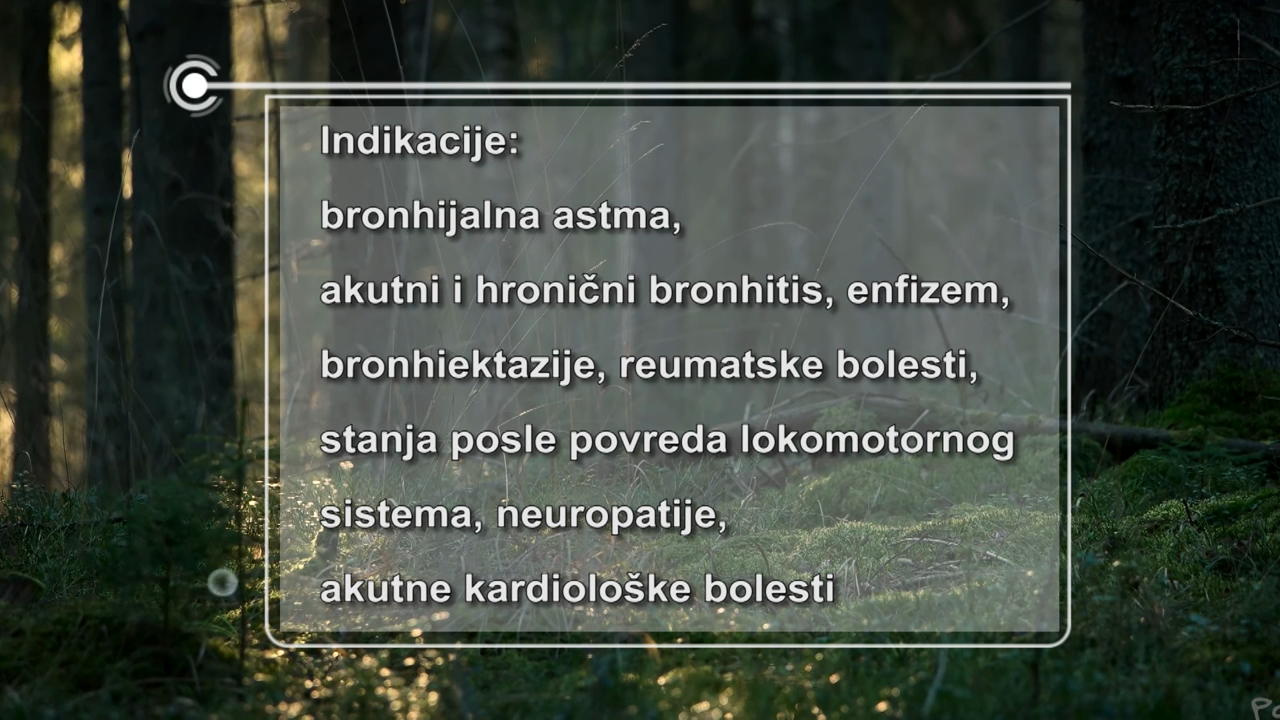 Indikacije:
bronhijalna astma,
akutni i hronični bronhitis, enfizem,
bronhiektazije, reumatske bolesti,
stanja posle povreda lokomotornog
sistema, neuropatije,
akutne kardiološke bolesti